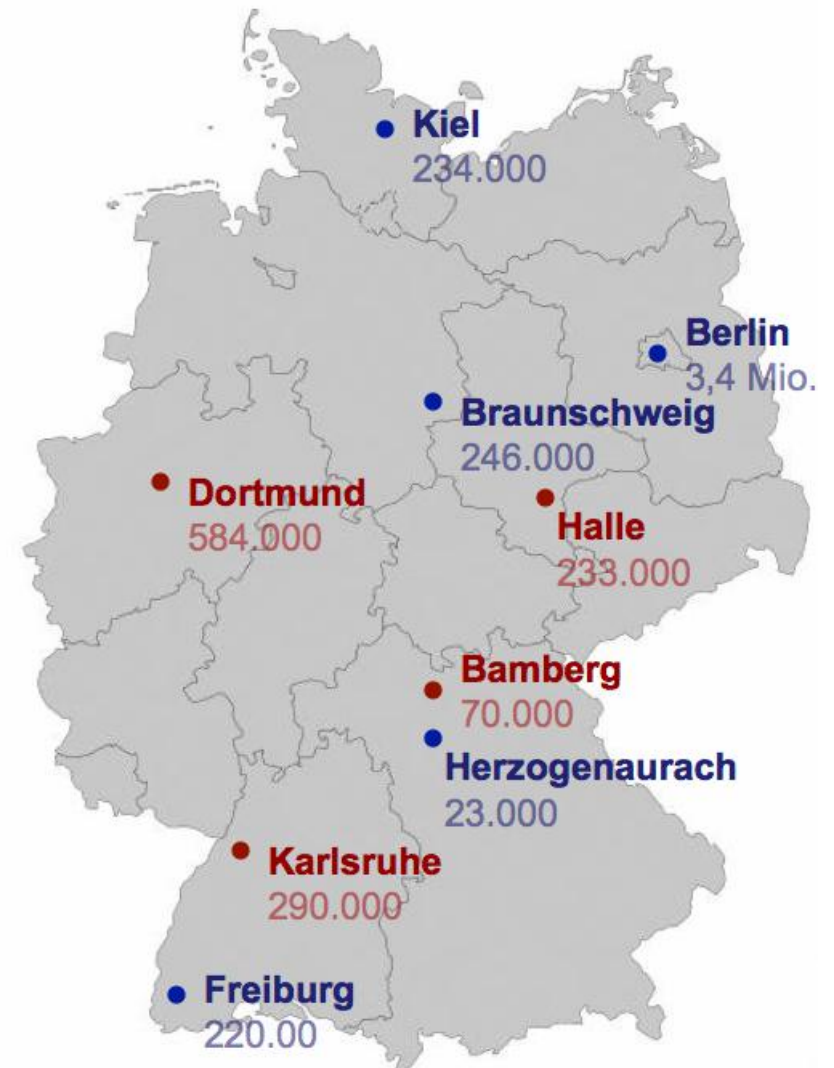 Kiel
234.000
Berlin
3,4 Mio.
Braunschweig
246.000
Dortmund
584.000
Halle
233.000
Bamberg
70.000
Herzogenaurach
23.000
Karlsruhe
290.000
Freiburg
220.00